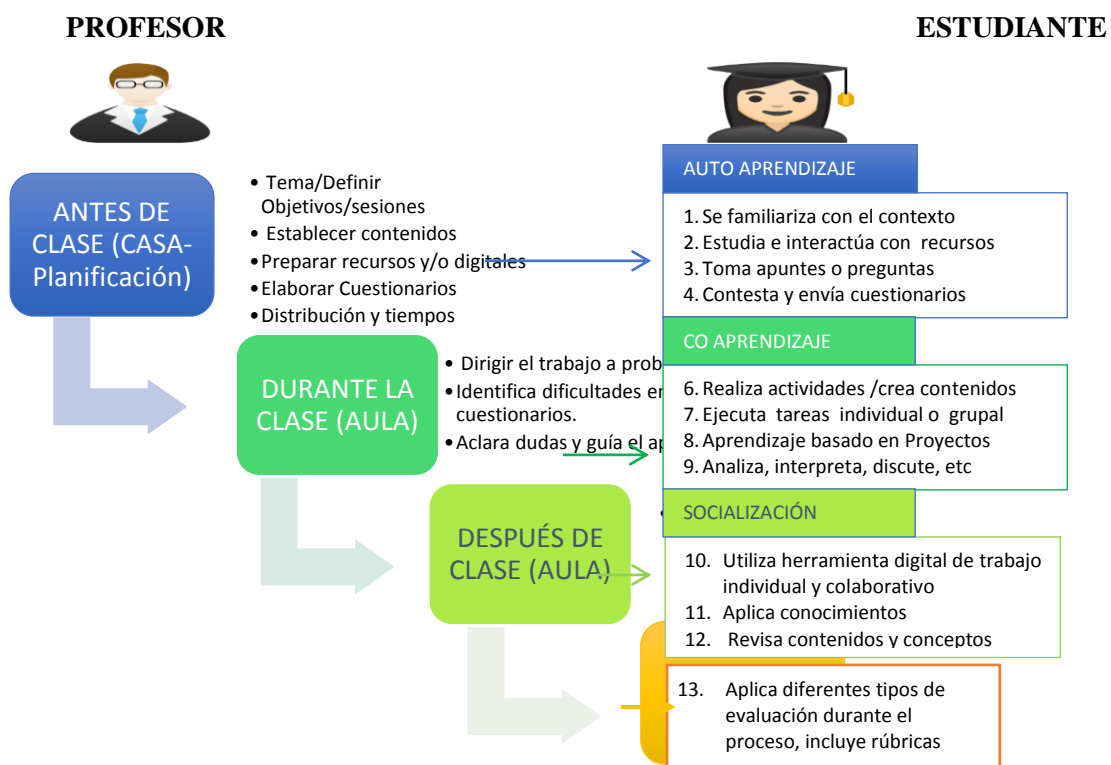 PROFESOR
ESTUDIANTE
ANTES DE
CLASE (CASA-
Planificación)
• Tema/Definir
Objetivos/sesiones
• Establecer contenidos
• Preparar recursos y/o digitales
• Elaborar Cuestionarios
• Distribución y tiempos
AUTO APRENDIZAJE
1. Se familiariza con el contexto
2. Estudia e interactúa con recursos
3. Toma apuntes o preguntas
4. Contesta y envía cuestionarios
DURANTE LA
CLASE (AULA)
• Dirigir el trabajo a
• Identifica dificultades
cuestionarios.
• Aclara dudas y guía el
CO APRENDIZAJE
6. Realiza actividades /crea contenidos
7. Ejecuta tareas individual o grupal
8. Aprendizaje basado en Proyectos
9. Analiza, interpreta, discute, etc
DESPUÉS DE
CLASE (AULA)
SOCIALIZACIÓN
10. Utiliza herramienta digital de trabajo
individual y colaborativo
11. Aplica conocimientos
12. Revisa contenidos y conceptos
13. Aplica diferentes tipos de
evaluación durante el
proceso, incluye rúbricas